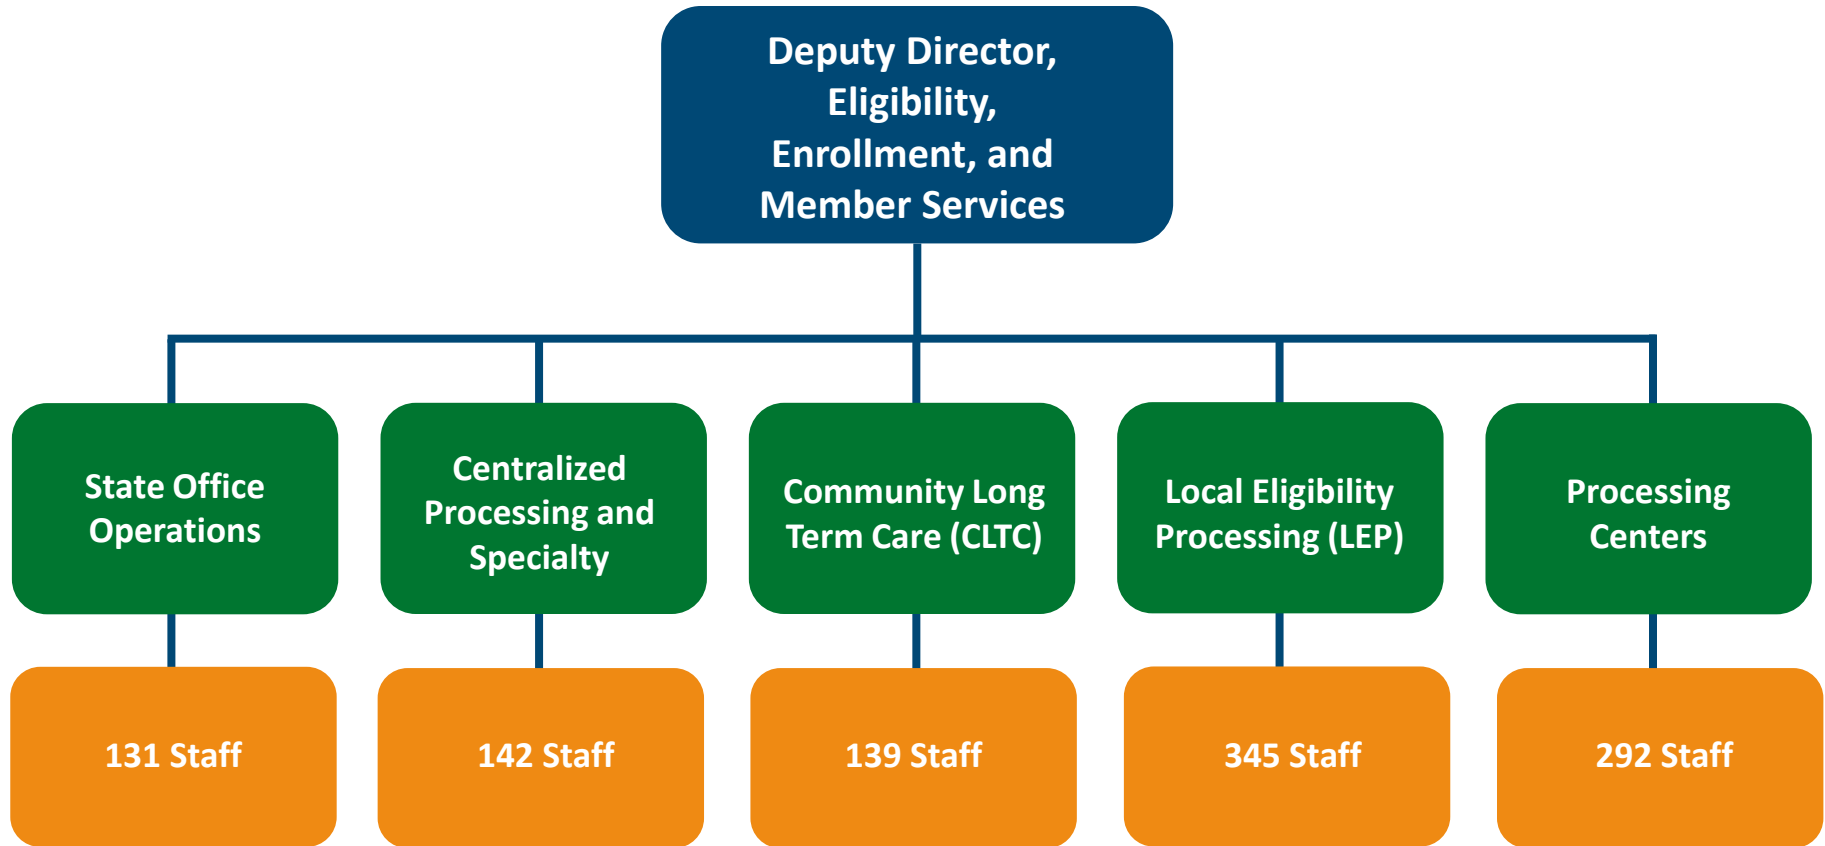 Deputy Director,
Eligibility,
Enrollment, and
Member Services
State Office
Operations
Centralized
Processing and
Specialty
Community Long
Term Care (CLTC)
Local Eligibility
Processing (LEP)
Processing
Centers
131 Staff
142 Staff
139 Staff
345 Staff
292 Staff